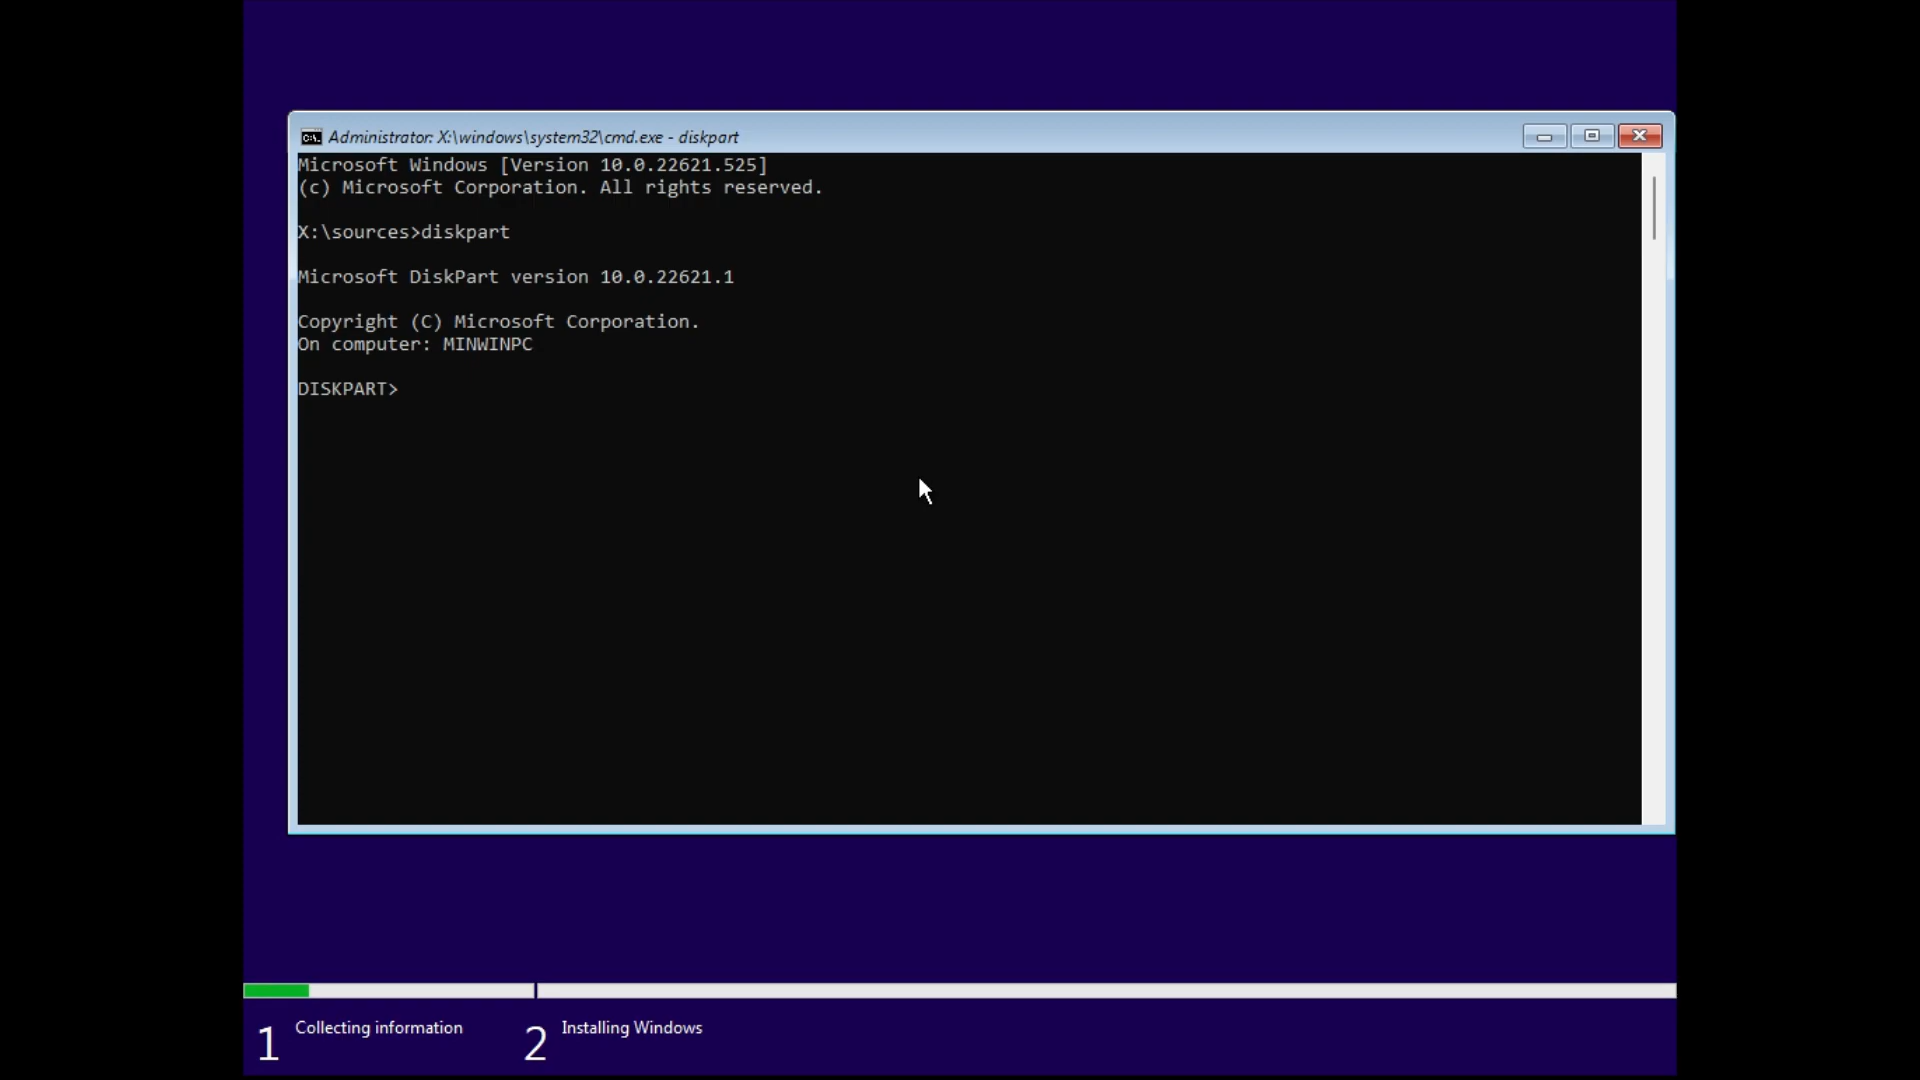 Administrator: X:\windows\system32\cmd.exe - diskpart
Microsoft Windows [Version 10.0.22621.525]
(c) Microsoft Corporation. All rights reserved.
X:\sources>diskpart
Microsoft DiskPart version 10.0.22621.1
Copyright (C) Microsoft Corporation.
On computer: MINWINPC
DISKPART>
1 Collecting information
2 Installing Windows